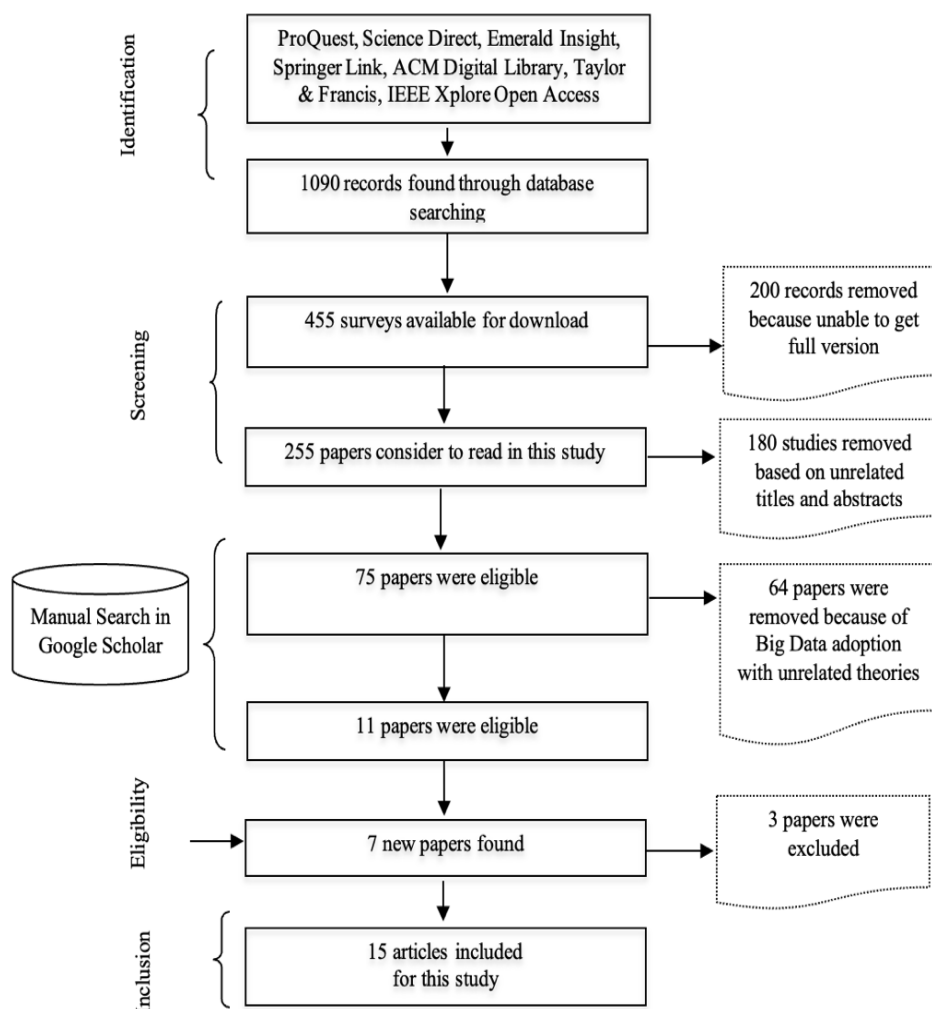 Identification
ProQuest, Science Direct, Emerald Insight,
Springer Link, ACM Digital Library, Taylor
& Francis, IEEE Xplore Open Access
1090 records found through database
searching
Screening
455 surveys available for download
200 records removed
because unable to get
full version
255 papers consider to read in this study
180 studies removed
based on unrelated
titles and abstracts
Manual Search in
Google Scholar
75 papers were eligible
64 papers were
removed because of
Big Data adoption
with unrelated theories
11 papers were eligible
Eligibility
7 new papers found
3 papers were
excluded
Inclusion
15 articles included
for this study